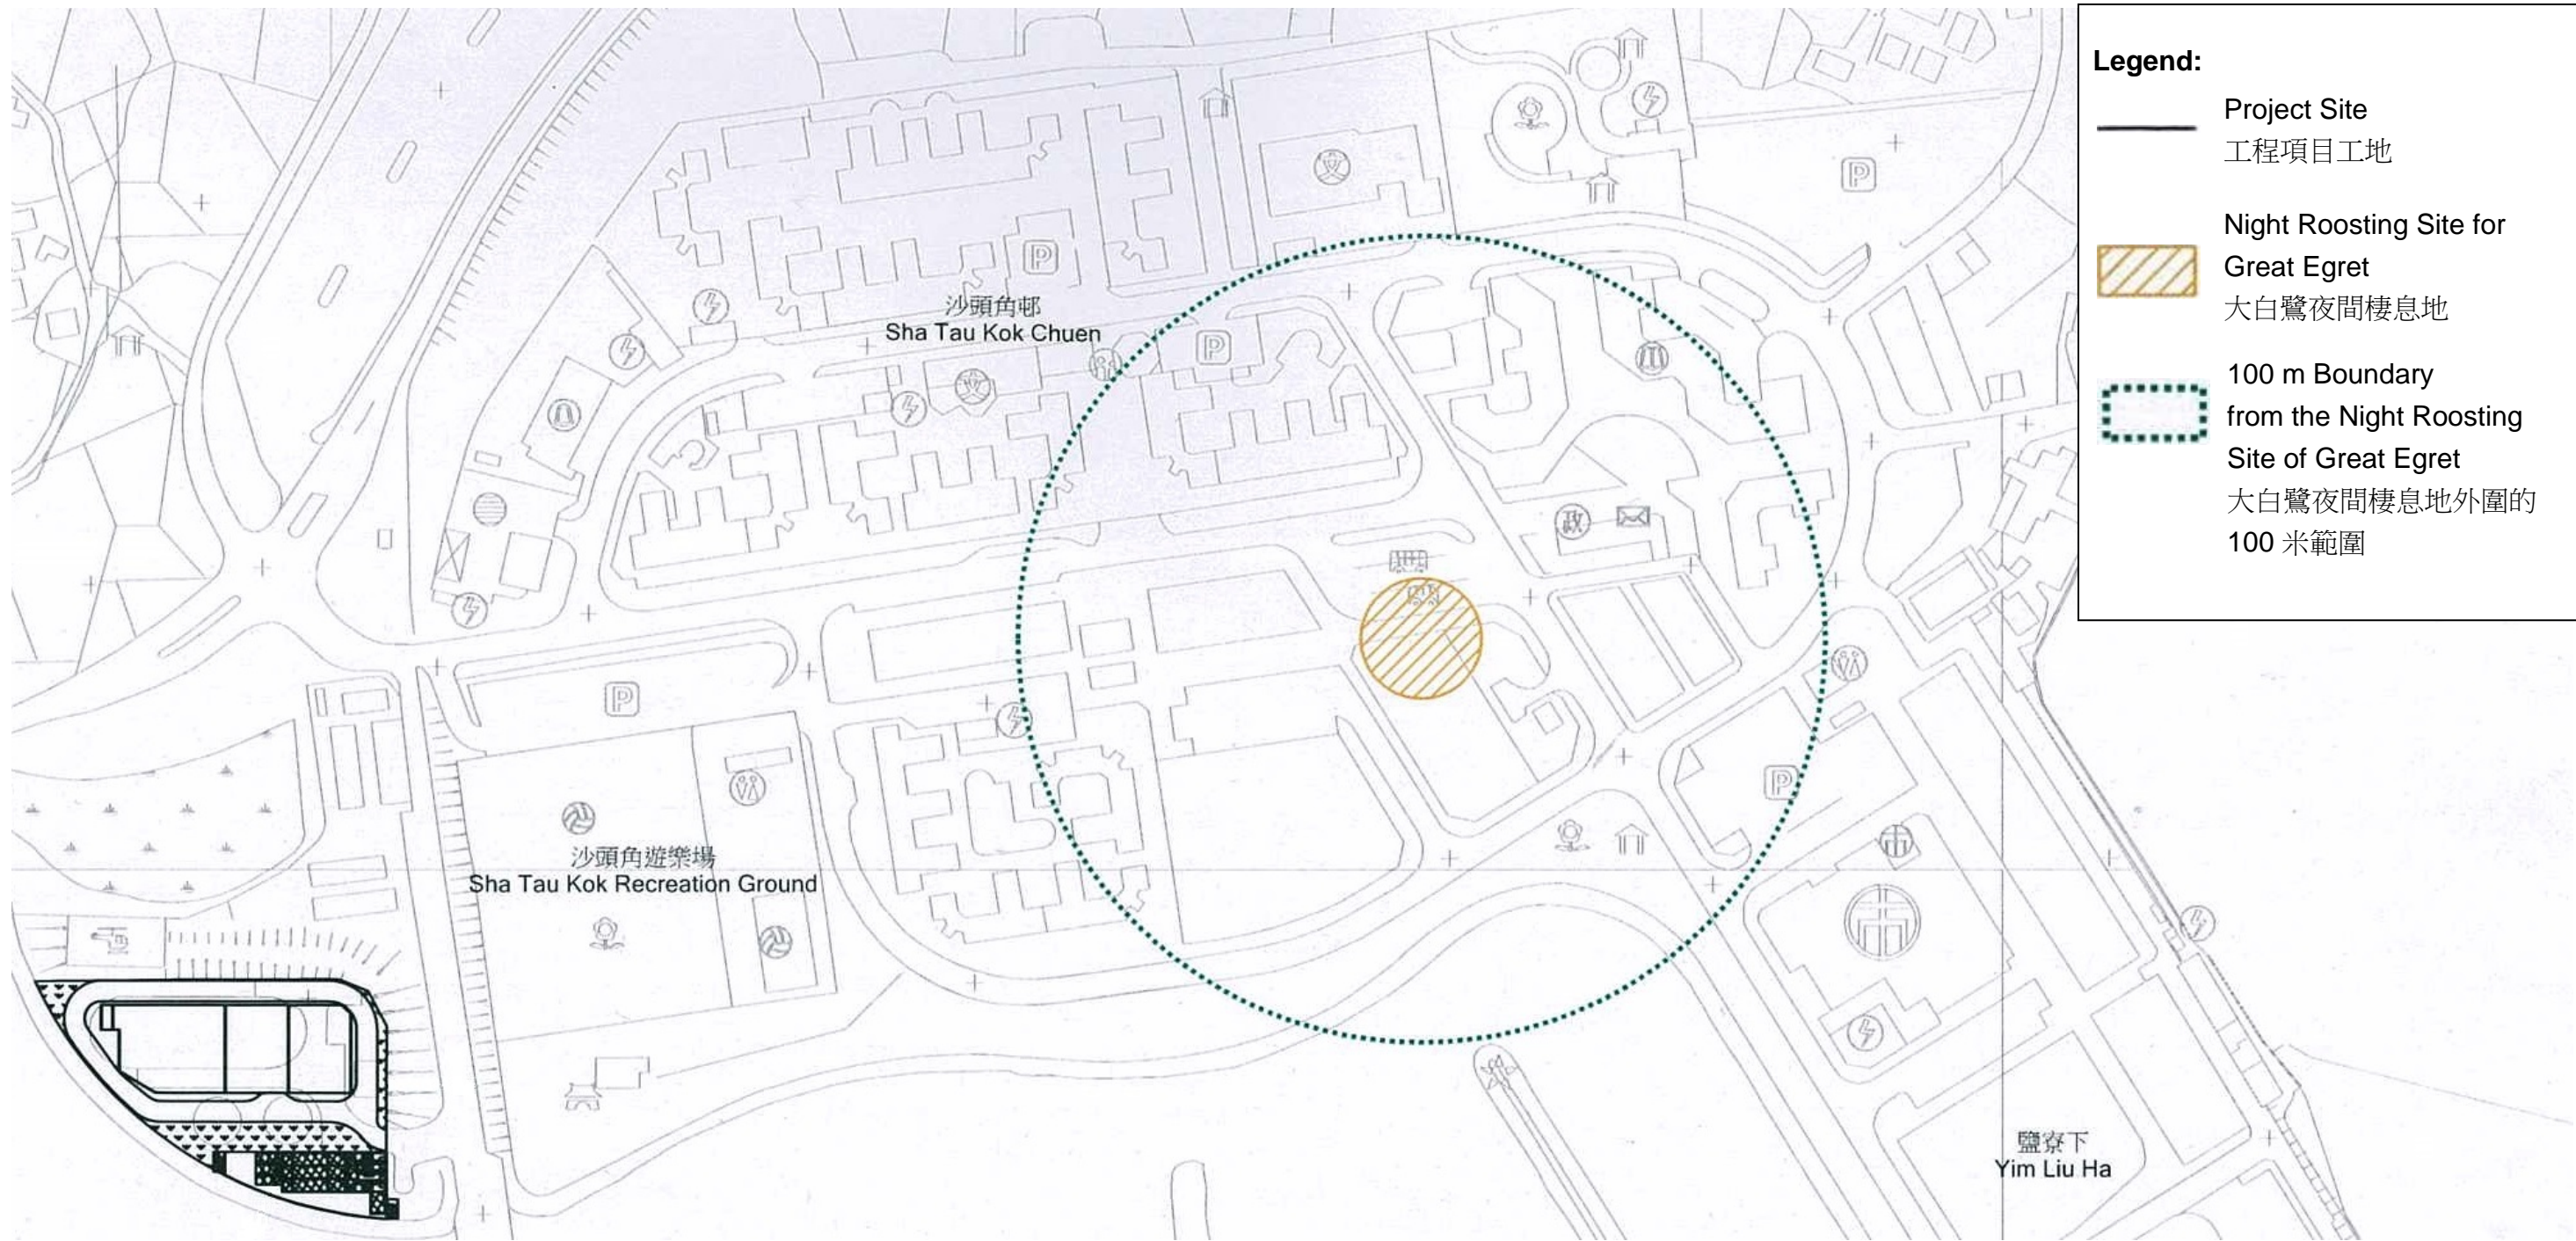 Legend:
Project Site
工程項目工地
Night Roosting Site for
Great Egret
大白鷺夜間棲息地
100 m Boundary
from the Night Roosting
Site of Great Egret
大白鷺夜間棲息地外圍的
100 米範圍
P
文
P
沙頭角邨
Sha Tau Kok Chuen
P
文
政
P
P
沙頭角遊樂場
Sha Tau Kok Recreation Ground
鹽寮下
Yim Liu Ha